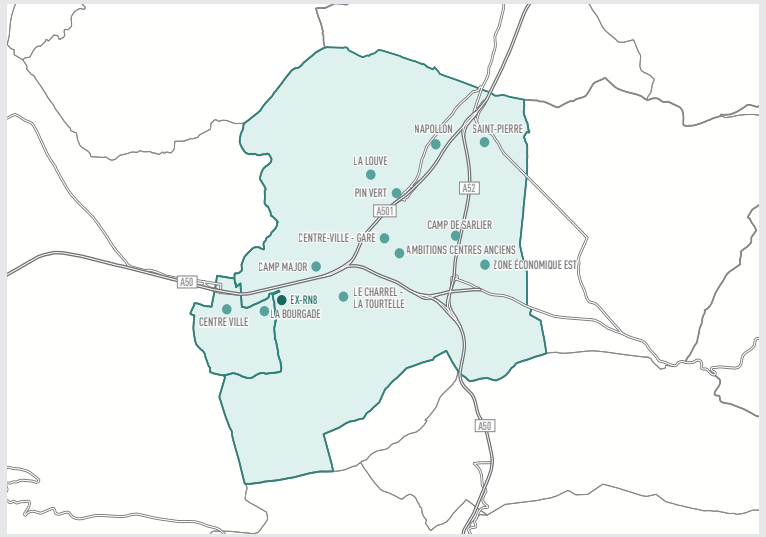 NAPOLLON
SAINT-PIERRE
LA LOUVE
PIN VERT
A52
A501
CAMP DE SARLIER
CENTRE-VILLE - GARE
AMBITIONS CENTRES ANCIENS
CAMP MAJOR
ZONE ÉCONOMIQUE EST
A50
LE CHARREL -
LA TOURTELLE
EX-RN8
LA BOURGADE
CENTRE VILLE
A50